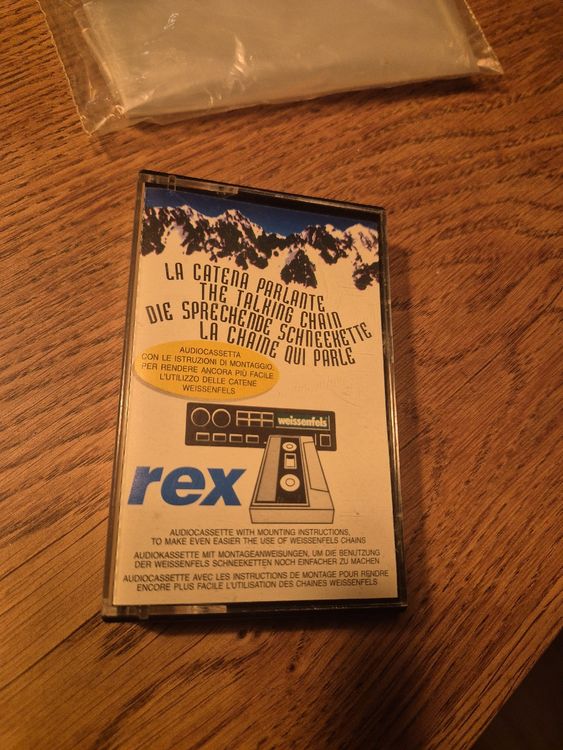 LA CATENA PARLANTE
THE TALKING CHAIN
DIE SPRECHENDE SCHNEEKETTE
LA CHAINE QUI PARLE
AUDIOCASSETTA
CON LE ISTRUZIONI DI MONTAGGIO,
PER RENDERE ANCORA PIÙ FACILE
L'UTILIZZO DELLE CATENE
WEISSENFELS
weissenfels
rex
AUDIOCASSETTE WITH MOUNTING INSTRUCTIONS,
TO MAKE EVEN EASIER THE USE OF WEISSENFELS CHAINS
AUDIOKASSETTE MIT MONTAGEANWEISUNGEN, UM DIE BENUTZUNG
DER WEISSENFELS SCHNEEKETTEN NOCH EINFACHER ZU MACHEN
AUDIOCASSETTE AVEC LES INSTRUCTIONS DE MONTAGE POUR RENDRE
ENCORE PLUS FACILE L'UTILISATION DES CHAINES WEISSENFELS